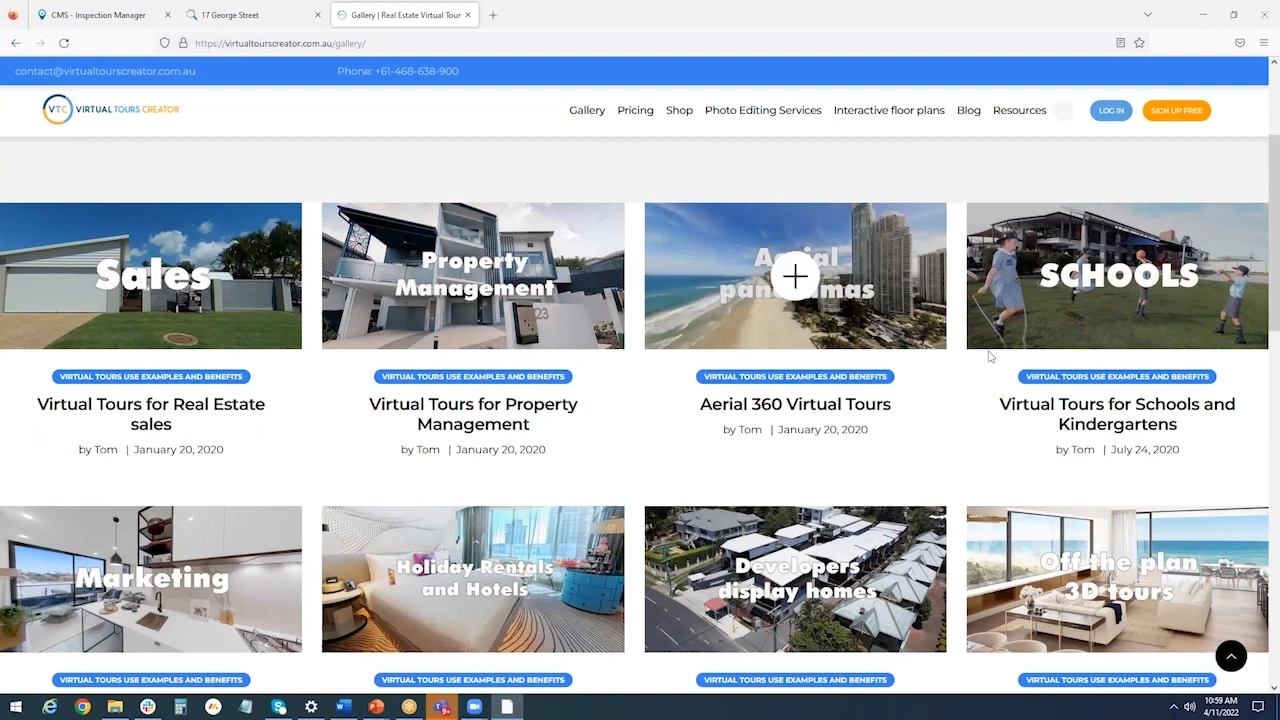 CMS - Inspection Manager
17 George Street
Gallery | Real Estate Virtual Tour
https://virtualtourscreator.com.au/gallery/
contact@virtualtourscreator.com.au
Phone: +61-468-638-900
VTC VIRTUAL TOURS CREATOR
Gallery Pricing Shop Photo Editing Services Interactive floor plans Blog Resources LOG IN SIGN UP FREE
Sales
Property
Management
23
Aerial
panoramas
SCHOOLS
VIRTUAL TOURS USE EXAMPLES AND BENEFITS
Virtual Tours for Real Estate
sales
by Tom | January 20, 2020
VIRTUAL TOURS USE EXAMPLES AND BENEFITS
Virtual Tours for Property
Management
by Tom | January 20, 2020
VIRTUAL TOURS USE EXAMPLES AND BENEFITS
Aerial 360 Virtual Tours
by Tom | January 20, 2020
VIRTUAL TOURS USE EXAMPLES AND BENEFITS
Virtual Tours for Schools and
Kindergartens
by Tom | July 24, 2020
Marketing
Holiday Rentals
and Hotels
Developers
display homes
Off the plan
3D tours
VIRTUAL TOURS USE EXAMPLES AND BENEFITS
VIRTUAL TOURS USE EXAMPLES AND BENEFITS
VIRTUAL TOURS USE EXAMPLES AND BENEFITS
VIRTUAL TOURS USE EXAMPLES AND BENEFITS
10:59 AM
4/11/2022